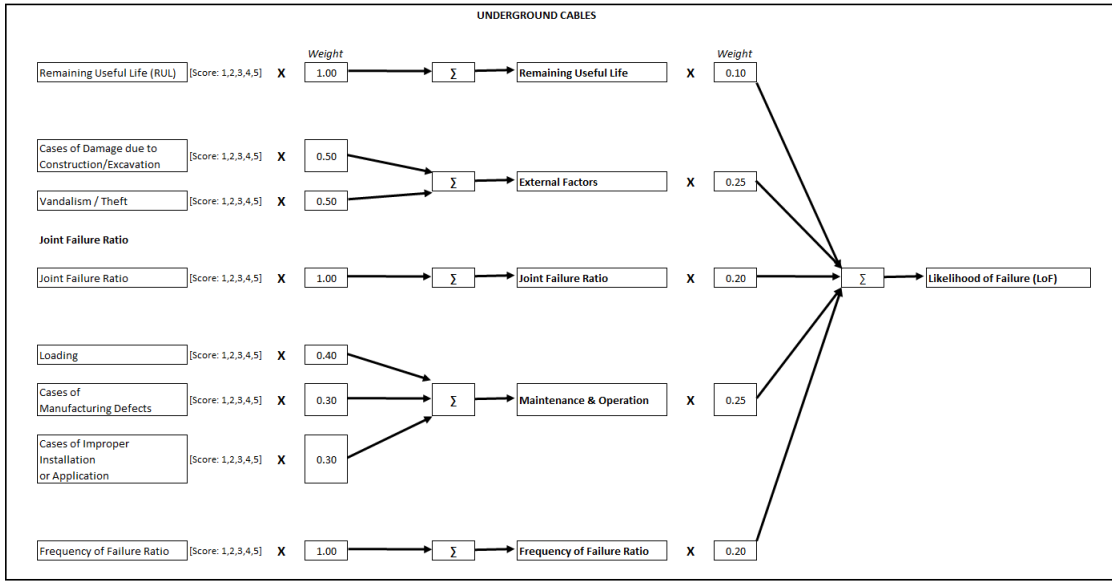 UNDERGROUND CABLES
Weight Weight
Remaining Useful Life (RUL) [Score: 1,2,3,4,5] X 1.00 Σ Remaining Useful Life X 0.10
Cases of Damage due to
Construction/Excavation [Score: 1,2,3,4,5] X 0.50
Σ External Factors X 0.25
Vandalism / Theft [Score: 1,2,3,4,5] X 0.50
Joint Failure Ratio
Joint Failure Ratio [Score: 1,2,3,4,5] X 1.00 Σ Joint Failure Ratio X 0.20 Σ Likelihood of Failure (LoF)
Loading [Score: 1,2,3,4,5] X 0.40
Cases of
Manufacturing Defects [Score: 1,2,3,4,5] X 0.30 Σ Maintenance & Operation X 0.25
Cases of Improper
Installation
or Application [Score: 1,2,3,4,5] X 0.30
Frequency of Failure Ratio [Score: 1,2,3,4,5] X 1.00 Σ Frequency of Failure Ratio X 0.20